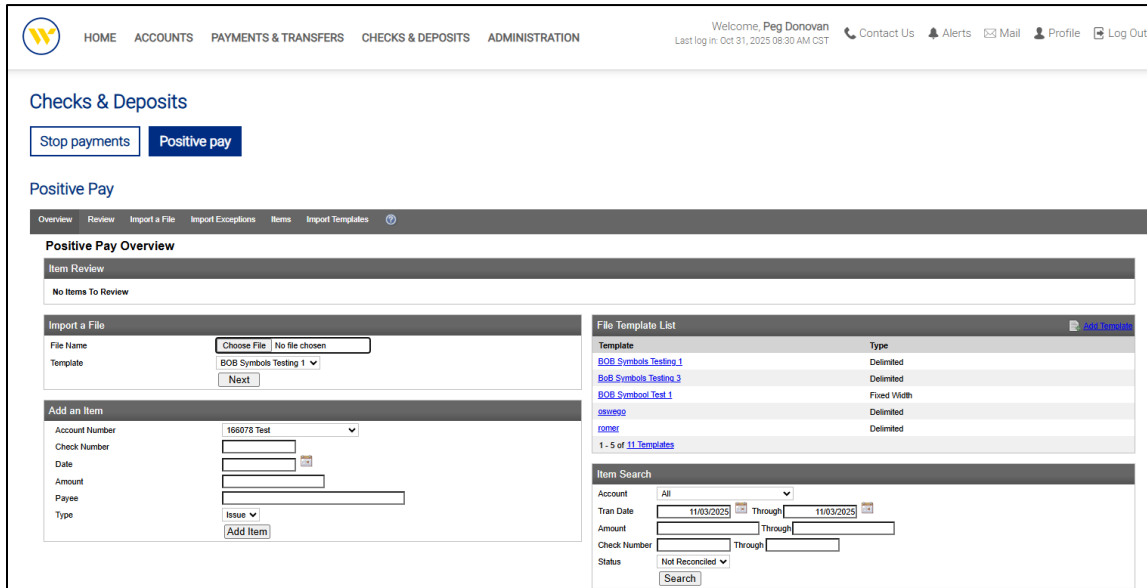 W
HOME ACCOUNTS PAYMENTS & TRANSFERS CHECKS & DEPOSITS ADMINISTRATION
Welcome, Peg Donovan
Last log in: Oct 31, 2025 08:30 AM CST
Contact Us Alerts Mail Profile Log Out
Checks & Deposits
Stop payments Positive pay
Positive Pay
Overview Review Import a File Import Exceptions Items Import Templates ?
Positive Pay Overview
Item Review
No Items To Review
Import a File
File Name Choose File No file chosen
Template BOB Symbols Testing 1
Next
Add an Item
Account Number 166078 Test
Check Number
Date
Amount
Payee
Type Issue
Add Item
File Template List Add Template
Template Type
BOB Symbols Testing 1 Delimited
BoB Symbols Testing 3 Delimited
BOB Symbool Test 1 Fixed Width
oswego Delimited
romer Delimited
1 - 5 of 11 Templates
Item Search
Account All
Tran Date 11/03/2025 Through 11/03/2025
Amount Through
Check Number Through
Status Not Reconciled
Search